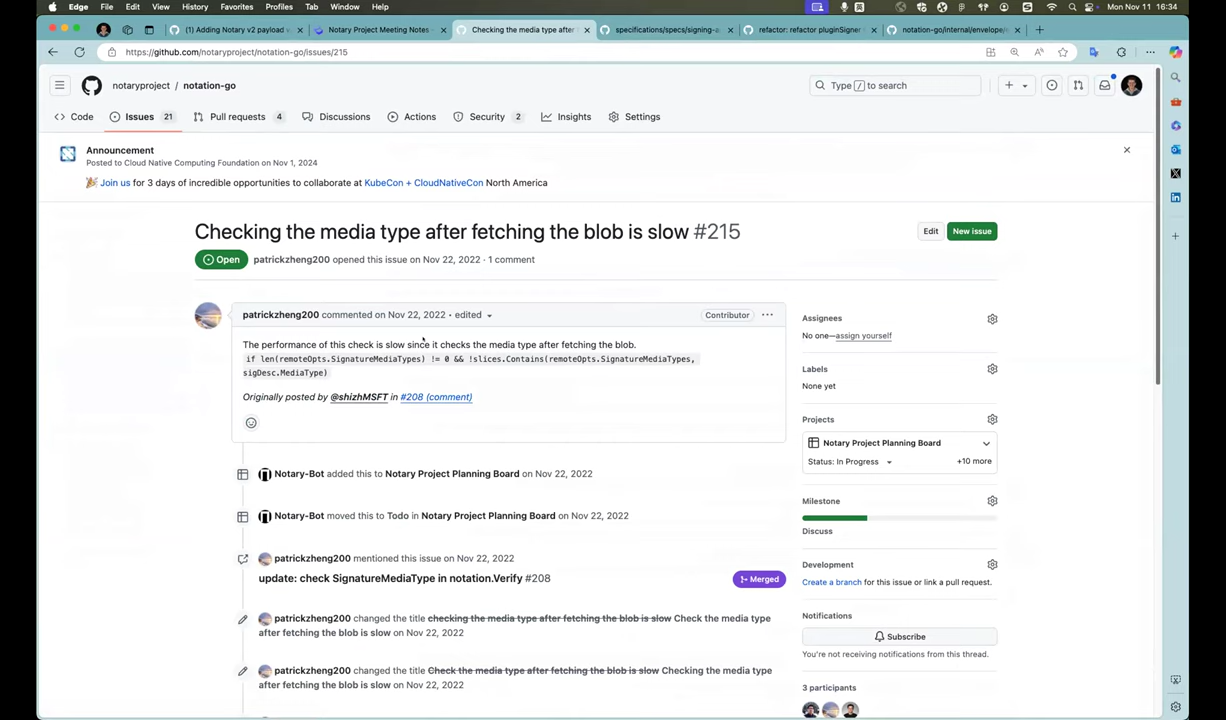 Edge File Edit View History Favorites Profiles Tab Window Help Mon Nov 11 16:34
(1) Adding Notary v2 payload Notary Project Meeting Notes Checking the media type after specifications/specs/signing-a refactor: refactor pluginSigner notation-go/internal/envelope/e
https://github.com/notaryproject/notation-go/issues/215
notaryproject / notation-go Type / to search
Code Issues 21 Pull requests 4 Discussions Actions Security 2 Insights Settings
Announcement
Posted to Cloud Native Computing Foundation on Nov 1, 2024
🎉 Join us for 3 days of incredible opportunities to collaborate at KubeCon + CloudNativeCon North America
Checking the media type after fetching the blob is slow #215
Edit New issue
Open patrickzheng200 opened this issue on Nov 22, 2022 · 1 comment
patrickzheng200 commented on Nov 22, 2022 • edited Contributor
The performance of this check is slow since it checks the media type after fetching the blob.
if len(remoteOpts.SignatureMediaTypes) != 0 && !slices.Contains(remoteOpts.SignatureMediaTypes,
sigDesc.MediaType)
Originally posted by @shizhMSFT in #208 (comment)
Notary-Bot added this to Notary Project Planning Board on Nov 22, 2022
Notary-Bot moved this to Todo in Notary Project Planning Board on Nov 22, 2022
patrickzheng200 mentioned this issue on Nov 22, 2022
update: check SignatureMediaType in notation.Verify #208
Merged
patrickzheng200 changed the title checking the media type after fetching the blob is slow Check the media type
after fetching the blob is slow on Nov 22, 2022
patrickzheng200 changed the title Check the media type after fetching the blob is slow Checking the media type
after fetching the blob is slow on Nov 22, 2022
Assignees
No one—assign yourself
Labels
None yet
Projects
Notary Project Planning Board
Status: In Progress +10 more
Milestone
Discuss
Development
Create a branch for this issue or link a pull request.
Notifications
Subscribe
You're not receiving notifications from this thread.
3 participants